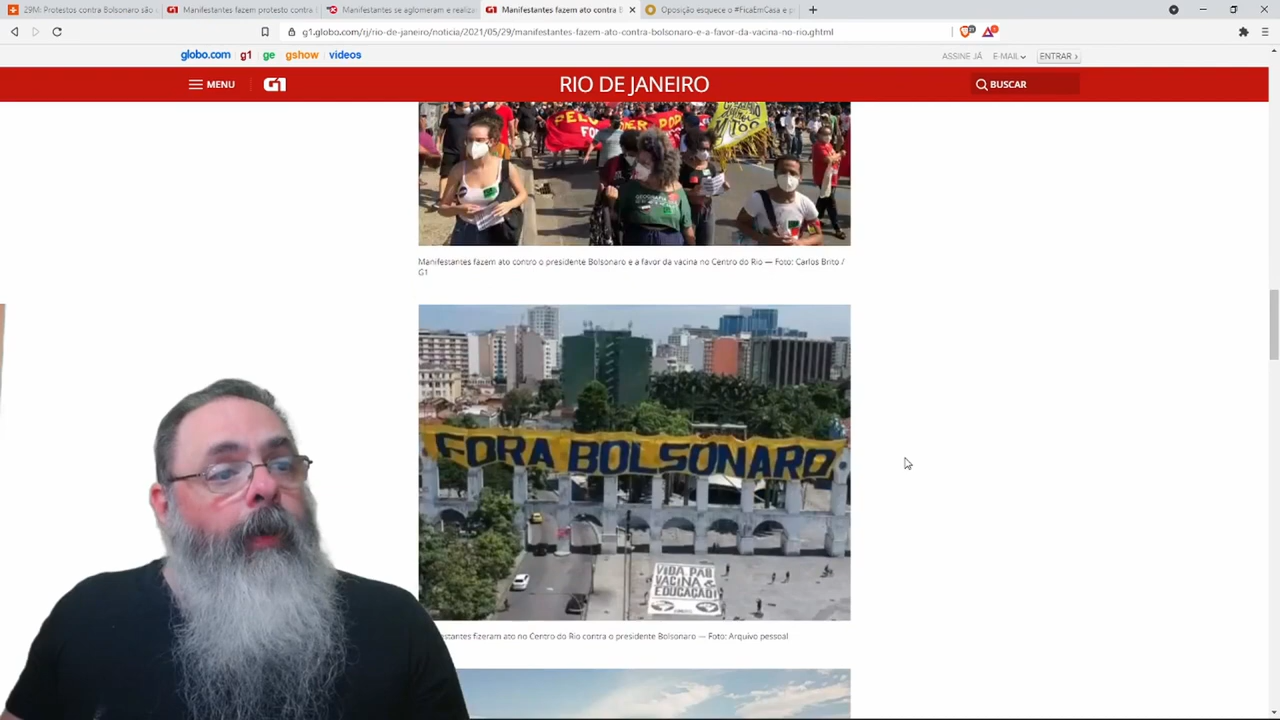 29M: Protestos contra Bolsonaro são
Manifestantes fazem protesto contra
Manifestantes se aglomeram e realiza
Manifestantes fazem ato contra B
Oposição esquece o #FicaEmCasa e p
g1.globo.com/rj/rio-de-janeiro/noticia/2021/05/29/manifestantes-fazem-ato-contra-bolsonaro-e-a-favor-da-vacina-no-rio.ghtml
globo.com g1 ge gshow videos
ASSINE JÁ E-MAIL ENTRAR
MENU G1 RIO DE JANEIRO BUSCAR
Manifestantes fazem ato contro o presidente Bolsonaro e a favor da vacina no Centro do Rio — Foto: Carlos Brito /
G1
FORA BOLSONARO
VIDA PÃO
VACINA &
EDUCAÇÃO!
estantes fizeram ato no Centro do Rio contra o presidente Bolsonaro — Foto: Arquivo pessoal